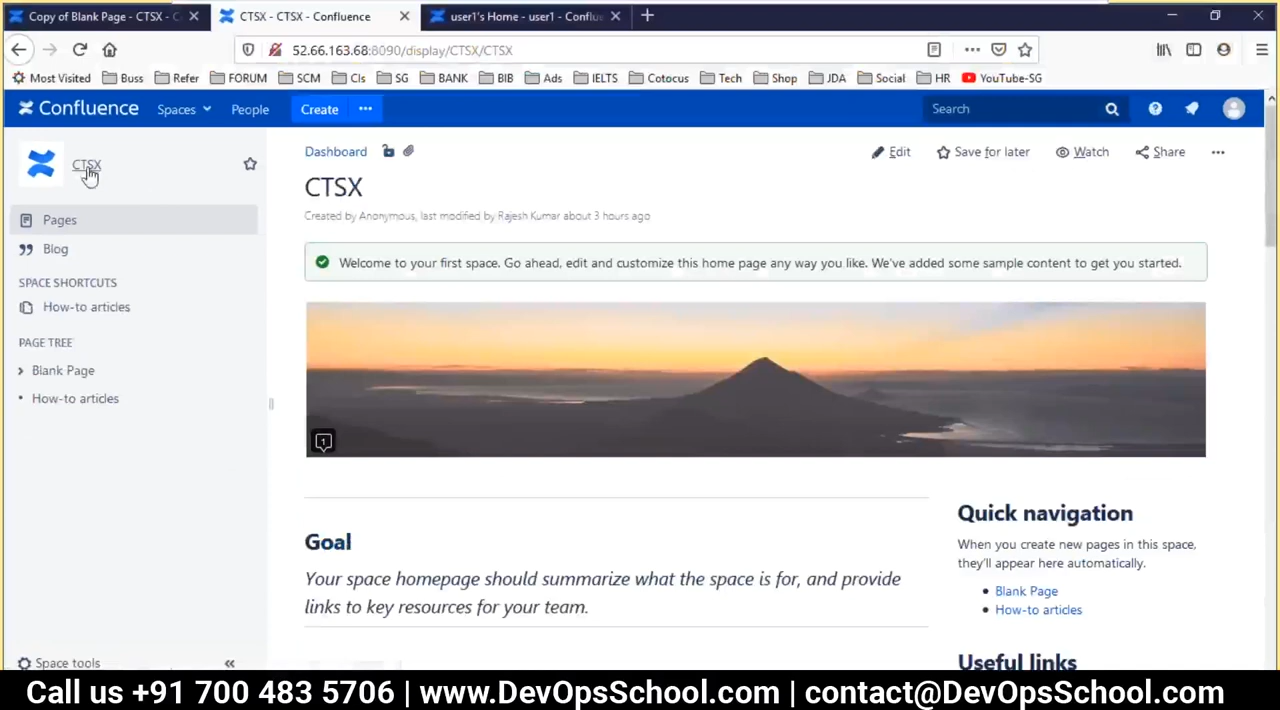 Copy of Blank Page - CTSX - C
CTSX - CTSX - Confluence
user1's Home - user1 - Conflu
52.66.163.68:8090/display/CTSX/CTSX
Most Visited Buss Refer FORUM SCM CIs SG BANK BIB Ads IELTS Cotocus Tech Shop JDA Social HR YouTube-SG
Confluence Spaces People Create Search
CTSX
Pages
Blog
SPACE SHORTCUTS
How-to articles
PAGE TREE
Blank Page
How-to articles
Space tools
Dashboard
Edit Save for later Watch Share
CTSX
Created by Anonymous, last modified by Rajesh Kumar about 3 hours ago
Welcome to your first space. Go ahead, edit and customize this home page any way you like. We've added some sample content to get you started.
1
Goal
Your space homepage should summarize what the space is for, and provide
links to key resources for your team.
Quick navigation
When you create new pages in this space,
they'll appear here automatically.
Blank Page
How-to articles
Useful links
Call us +91 700 483 5706 | www.DevOpsSchool.com | contact@DevOpsSchool.com